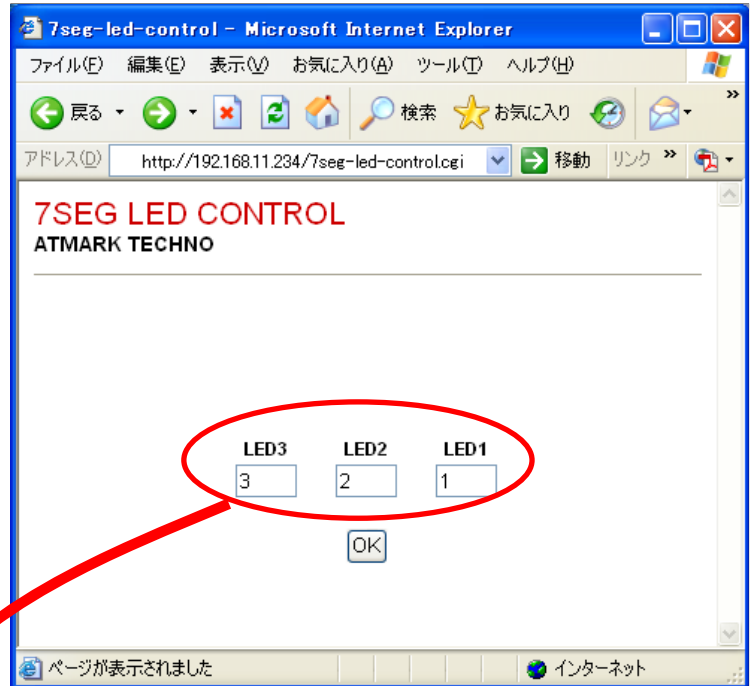 7seg-led-control - Microsoft Internet Explorer
ファイル(F) 編集(E) 表示(V) お気に入り(A) ツール(T) ヘルプ(H)
戻る 検索 お気に入り »
アドレス(D) http://192.168.11.234/7seg-led-control.cgi 移動 リンク »
7SEG LED CONTROL
ATMARK TECHNO
LED3 LED2 LED1
3 2 1
OK
ページが表示されました インターネット